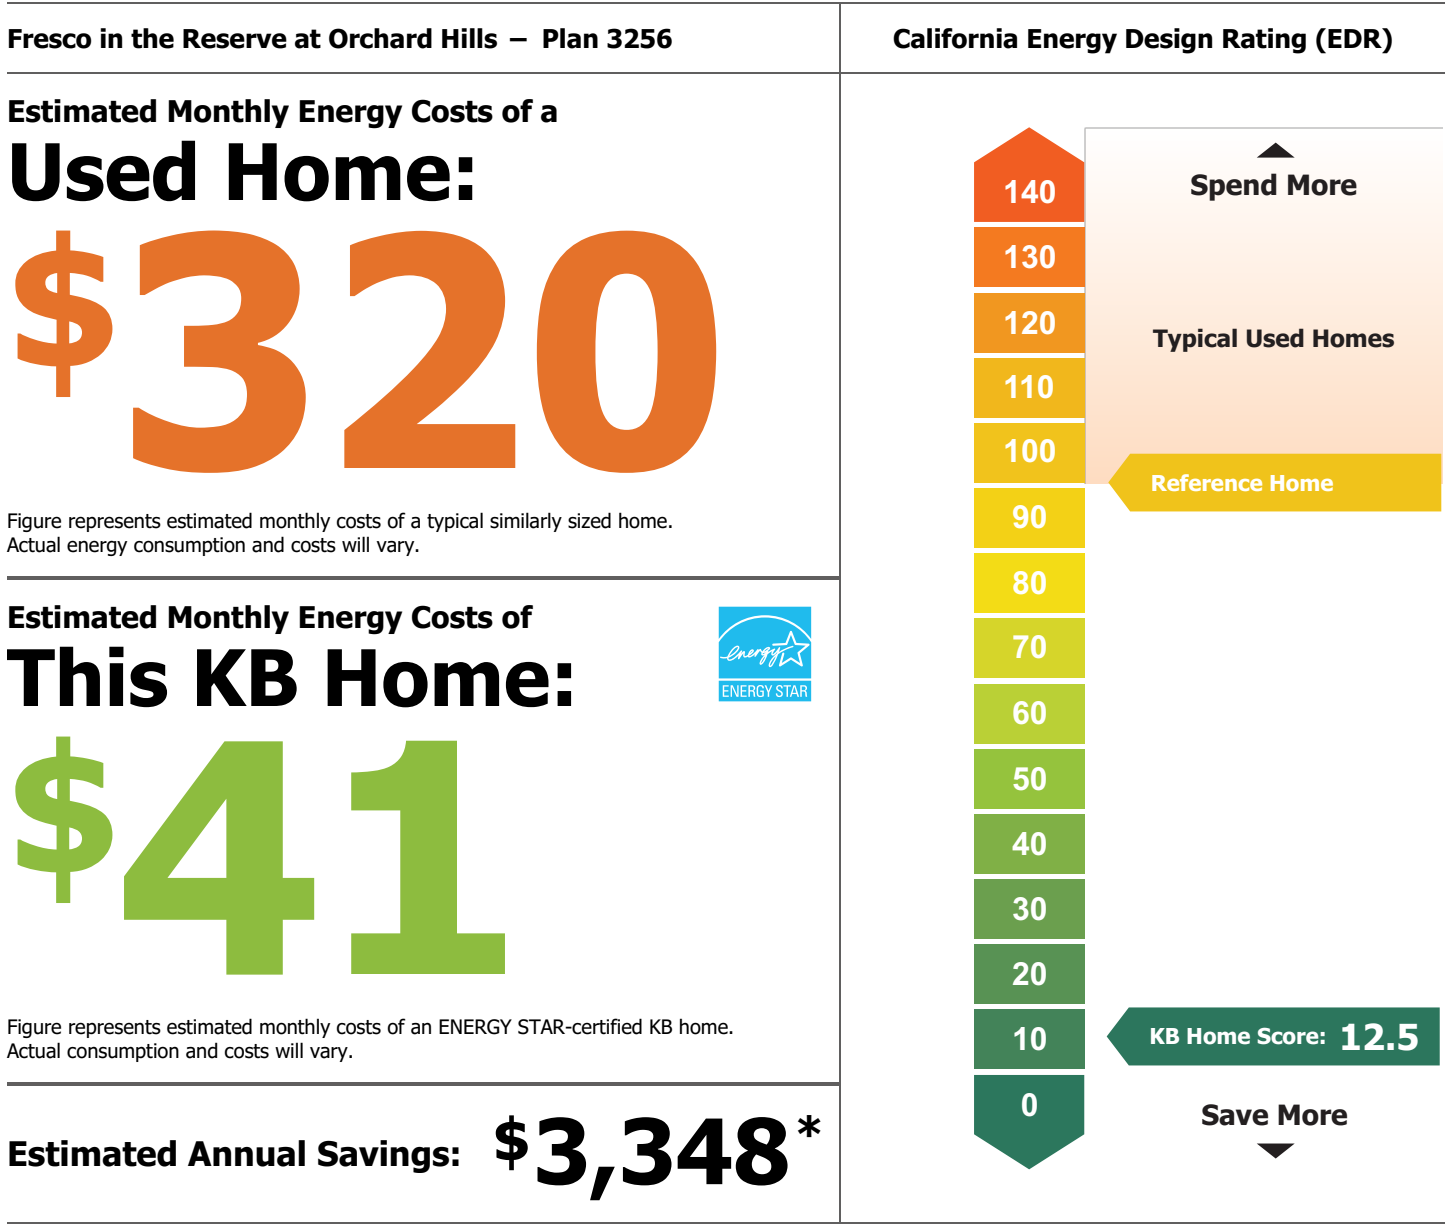 Fresco in the Reserve at Orchard Hills – Plan 3256
Estimated Monthly Energy Costs of a
Used Home:
$320
Figure represents estimated monthly costs of a typical similarly sized home.
Actual energy consumption and costs will vary.
Estimated Monthly Energy Costs of
This KB Home:
energy
ENERGY STAR
$41
Figure represents estimated monthly costs of an ENERGY STAR-certified KB home.
Actual consumption and costs will vary.
Estimated Annual Savings: $3,348*
California Energy Design Rating (EDR)
140
Spend More
130
120
Typical Used Homes
110
100
Reference Home
90
80
70
60
50
40
30
20
10
KB Home Score: 12.5
0
Save More